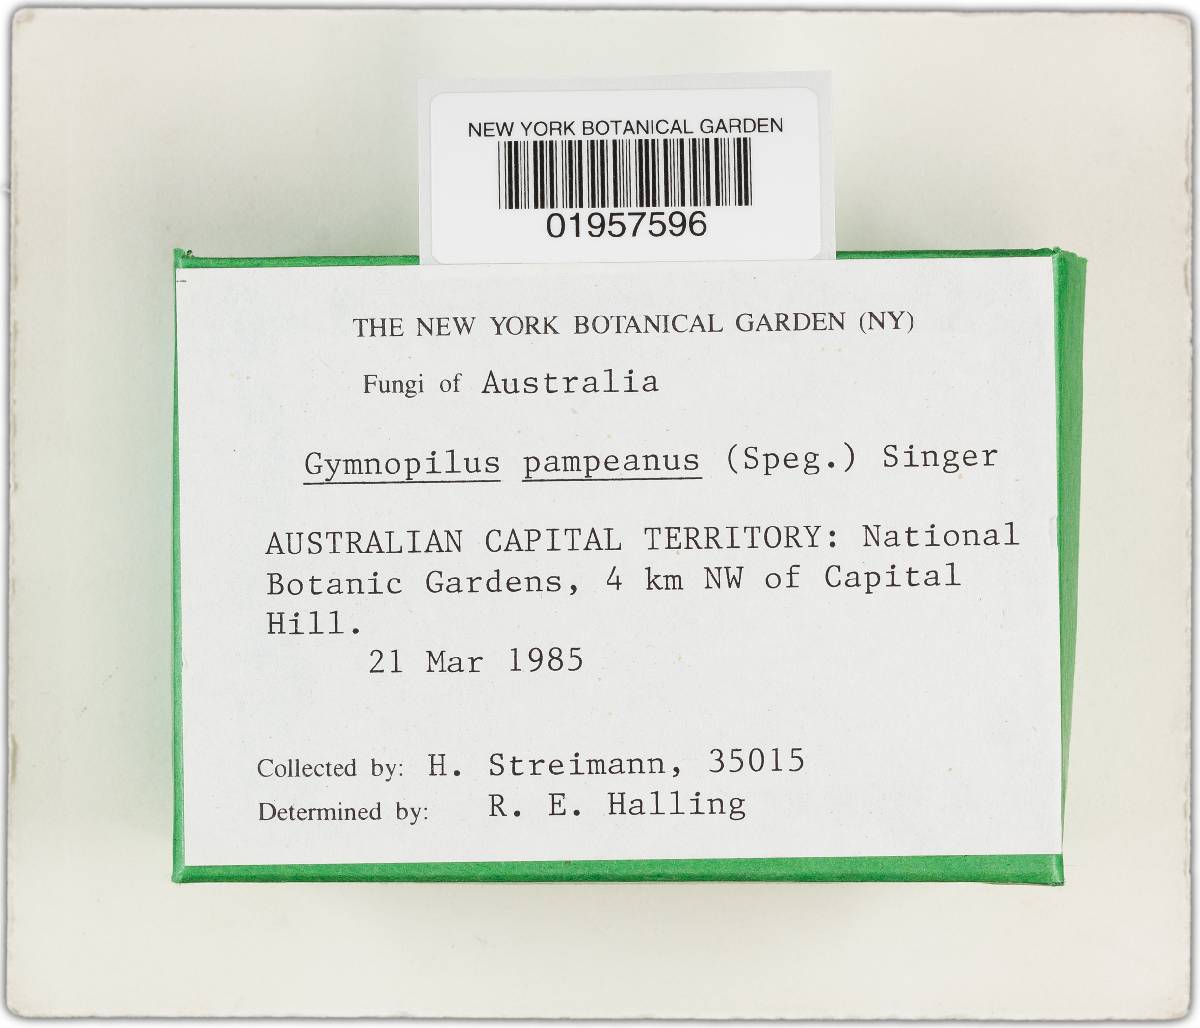 NEW YORK BOTANICAL GARDEN
01957596
THE NEW YORK BOTANICAL GARDEN (NY)
Fungi of Australia
Gymnopilus pampeanus (Speg.) Singer
AUSTRALIAN CAPITAL TERRITORY: National
Botanic Gardens, 4 km NW of Capital
Hill.
21 Mar 1985
Collected by: H. Streimann, 35015
Determined by: R. E. Halling